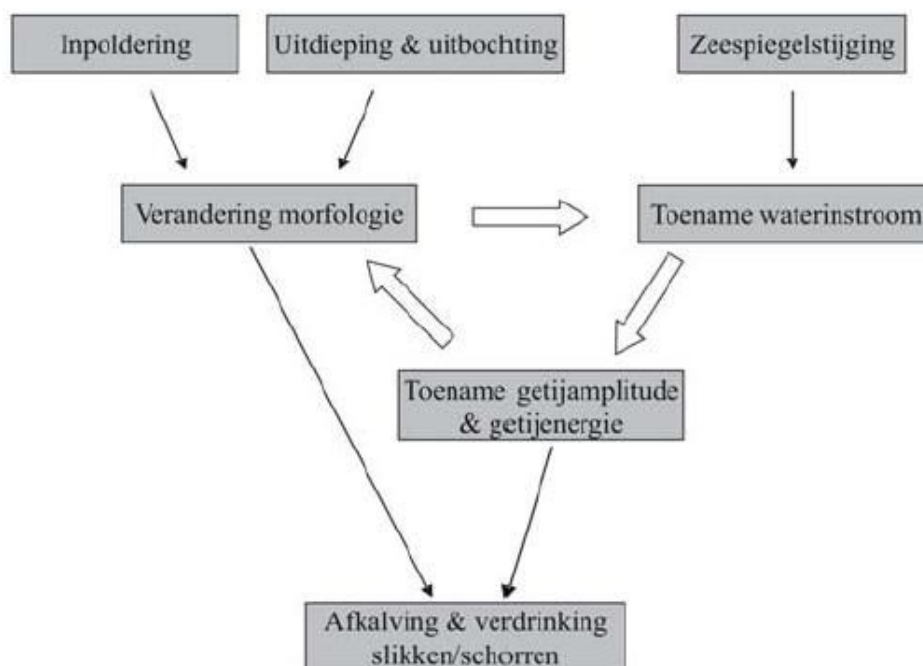 Inpoldering
Uitdieping & uitbochting
Zeespiegelstijging
Verandering morfologie
Toename waterinstroom
Toename getijamplitude
& getijenergie
Afkalving & verdrinking
slikken/schorren